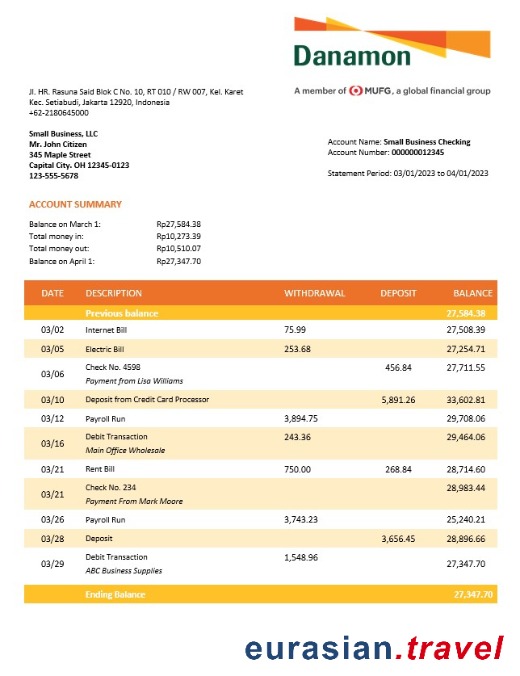 Danamon
A member of MUFG, a global financial group
Jl. HR. Rasuna Said Blok C No. 10, RT 010 / RW 007, Kel. Karet
Kec. Setiabudi, Jakarta 12920, Indonesia
+62-2180645000
Small Business, LLC
Mr. John Citizen
345 Maple Street
Capital City. OH 12345-0123
123-555-5678
Account Name: Small Business Checking
Account Number: 000000012345
Statement Period: 03/01/2023 to 04/01/2023
ACCOUNT SUMMARY
Balance on March 1: Rp27,584.38
Total money in: Rp10,273.39
Total money out: Rp10,510.07
Balance on April 1: Rp27,347.70
DATE DESCRIPTION WITHDRAWAL DEPOSIT BALANCE
Previous balance 27,584.38
03/02 Internet Bill 75.99 27,508.39
03/05 Electric Bill 253.68 27,254.71
03/06 Check No. 4598 456.84 27,711.55
Payment from Lisa Williams
03/10 Deposit from Credit Card Processor 5,891.26 33,602.81
03/12 Payroll Run 3,894.75 29,708.06
03/16 Debit Transaction 243.36 29,464.06
Main Office Wholesale
03/21 Rent Bill 750.00 268.84 28,714.60
03/21 Check No. 234 28,983.44
Payment From Mark Moore
03/26 Payroll Run 3,743.23 25,240.21
03/28 Deposit 3,656.45 28,896.66
03/29 Debit Transaction 1,548.96 27,347.70
ABC Business Supplies
Ending Balance 27,347.70
eurasian.travel